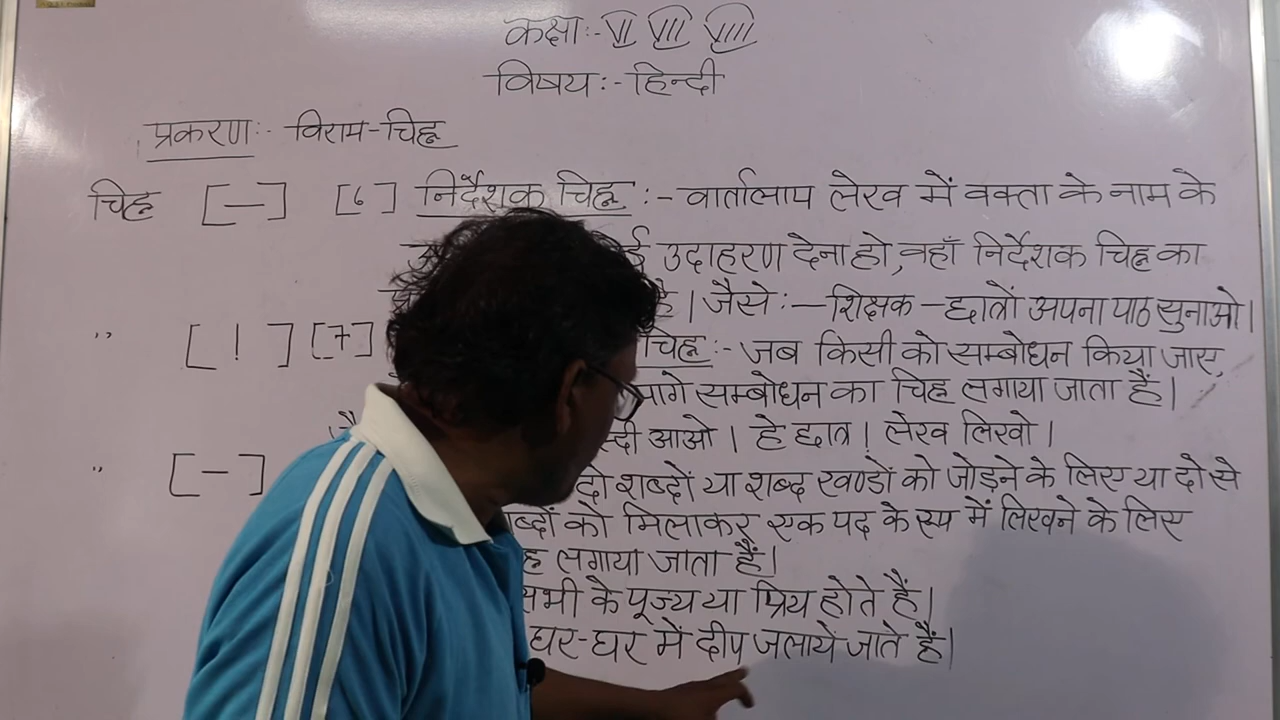 कक्षा:- VI VII VIII
विषय:- हिन्दी
प्रकरण:- विराम-चिह्न
चिह्न [—] [6] निर्देशक चिह्न :- वार्तालाप लेख में वक्ता के नाम के
उदाहरण देना हो, वहाँ निर्देशक चिह्न का
है। जैसे :— शिक्षक — छात्रों अपना पाठ सुनाओ।
,, [ ! ] [7] चिह्न :- जब किसी को सम्बोधन किया जाए,
आगे सम्बोधन का चिह्न लगाया जाता हैं।
आओ। हे छात्र! लेख लिखो।
,, [-] दो शब्दों या शब्द खण्डों को जोड़ने के लिए या दो से
को मिलाकर एक पद के रूप में लिखने के लिए
लगाया जाता हैं।
सभी के पूज्य या प्रिय होते हैं।
घर-घर में दीप जलायें जाते हैं।